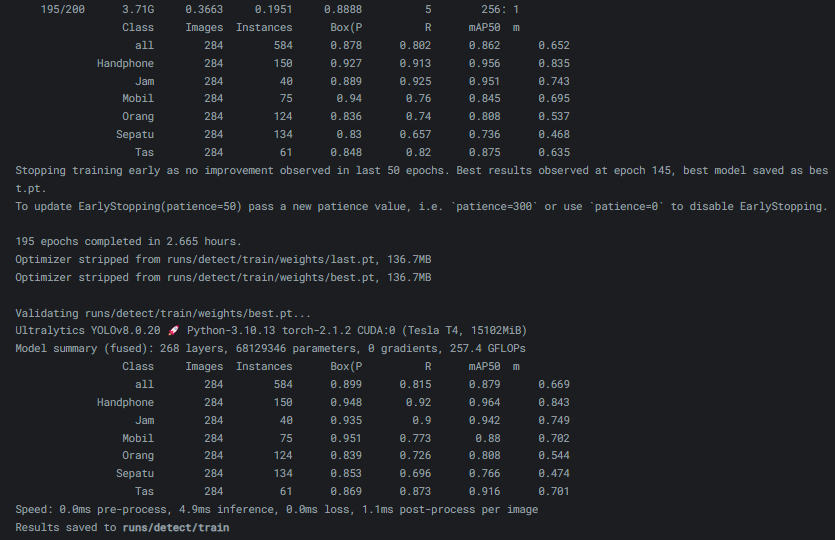 195/200 3.71G 0.3663 0.1951 0.8888 5 256: 1
Class Images Instances Box(P R mAP50 m
all 284 584 0.878 0.802 0.862 0.652
Handphone 284 150 0.927 0.913 0.956 0.835
Jam 284 40 0.889 0.925 0.951 0.743
Mobil 284 75 0.94 0.76 0.845 0.695
Orang 284 124 0.836 0.74 0.808 0.537
Sepatu 284 134 0.83 0.657 0.736 0.468
Tas 284 61 0.848 0.82 0.875 0.635
Stopping training early as no improvement observed in last 50 epochs. Best results observed at epoch 145, best model saved as bes
t.pt.
To update EarlyStopping(patience=50) pass a new patience value, i.e. `patience=300` or use `patience=0` to disable EarlyStopping.
195 epochs completed in 2.665 hours.
Optimizer stripped from runs/detect/train/weights/last.pt, 136.7MB
Optimizer stripped from runs/detect/train/weights/best.pt, 136.7MB
Validating runs/detect/train/weights/best.pt...
Ultralytics YOLOv8.0.20 🚀 Python-3.10.13 torch-2.1.2 CUDA:0 (Tesla T4, 15102MiB)
Model summary (fused): 268 layers, 68129346 parameters, 0 gradients, 257.4 GFLOPs
Class Images Instances Box(P R mAP50 m
all 284 584 0.899 0.815 0.879 0.669
Handphone 284 150 0.948 0.92 0.964 0.843
Jam 284 40 0.935 0.9 0.942 0.749
Mobil 284 75 0.951 0.773 0.88 0.702
Orang 284 124 0.839 0.726 0.808 0.544
Sepatu 284 134 0.853 0.696 0.766 0.474
Tas 284 61 0.869 0.873 0.916 0.701
Speed: 0.0ms pre-process, 4.9ms inference, 0.0ms loss, 1.1ms post-process per image
Results saved to runs/detect/train